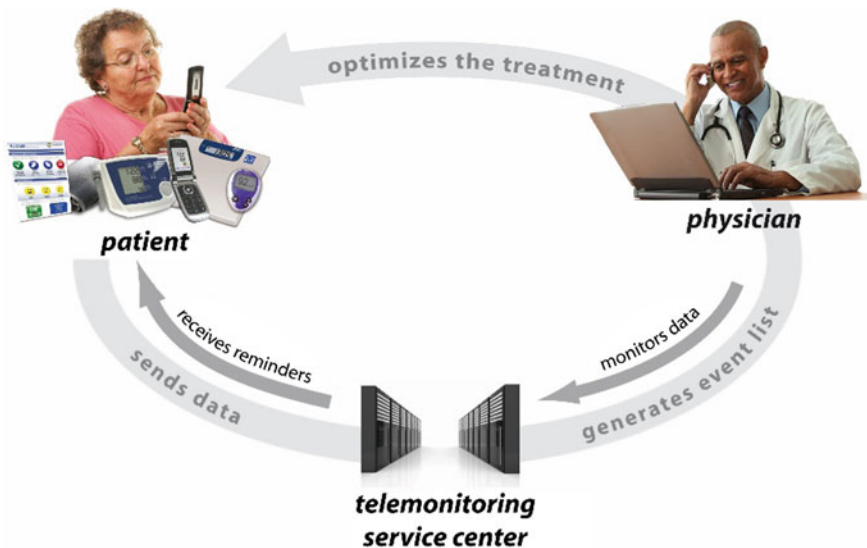 optimizes the treatment
patient
physician
receives reminders
monitors data
sends data
generates event list
telemonitoring
service center